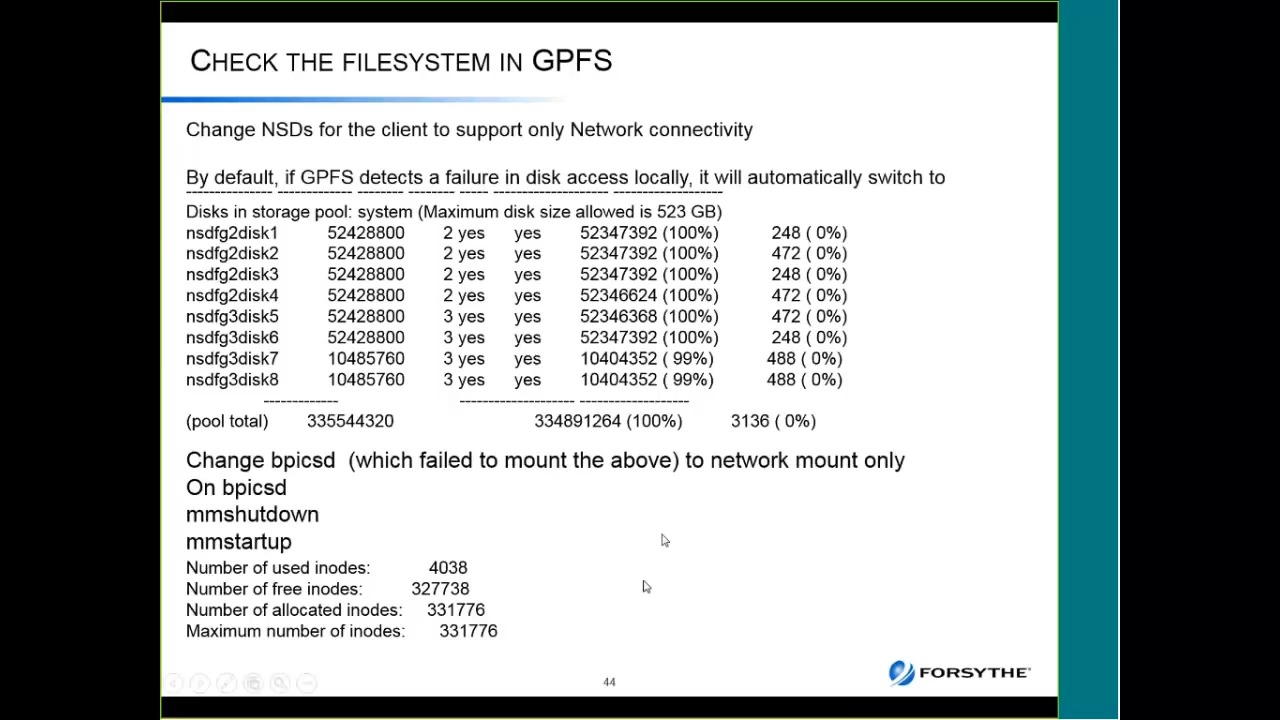 CHECK THE FILESYSTEM IN GPFS
Change NSDs for the client to support only Network connectivity
By default, if GPFS detects a failure in disk access locally, it will automatically switch to
--------------- ------------- -------- -------- ----- -------------------- -------------------
Disks in storage pool: system (Maximum disk size allowed is 523 GB)
nsdfg2disk1 52428800 2 yes yes 52347392 (100%) 248 ( 0%)
nsdfg2disk2 52428800 2 yes yes 52347392 (100%) 472 ( 0%)
nsdfg2disk3 52428800 2 yes yes 52347392 (100%) 248 ( 0%)
nsdfg2disk4 52428800 2 yes yes 52346624 (100%) 472 ( 0%)
nsdfg3disk5 52428800 3 yes yes 52346368 (100%) 472 ( 0%)
nsdfg3disk6 52428800 3 yes yes 52347392 (100%) 248 ( 0%)
nsdfg3disk7 10485760 3 yes yes 10404352 ( 99%) 488 ( 0%)
nsdfg3disk8 10485760 3 yes yes 10404352 ( 99%) 488 ( 0%)
------------- -------------------- -------------------
(pool total) 335544320 334891264 (100%) 3136 ( 0%)
Change bpicsd (which failed to mount the above) to network mount only
On bpicsd
mmshutdown
mmstartup
Number of used inodes: 4038
Number of free inodes: 327738
Number of allocated inodes: 331776
Maximum number of inodes: 331776
FORSYTHE
44